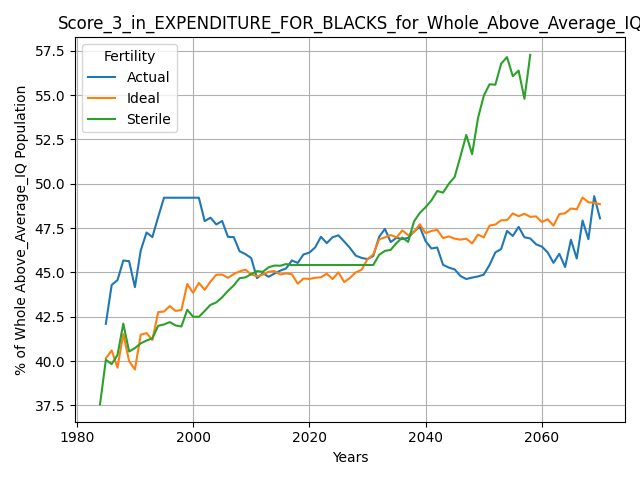 Score_3_in_EXPENDITURE_FOR_BLACKS_for_Whole_Above_Average_IQ
57.5
55.0
52.5
50.0
47.5
45.0
42.5
40.0
37.5
% of Whole Above_Average_IQ Population
Fertility
Actual
Ideal
Sterile
1980 2000 2020 2040 2060
Years